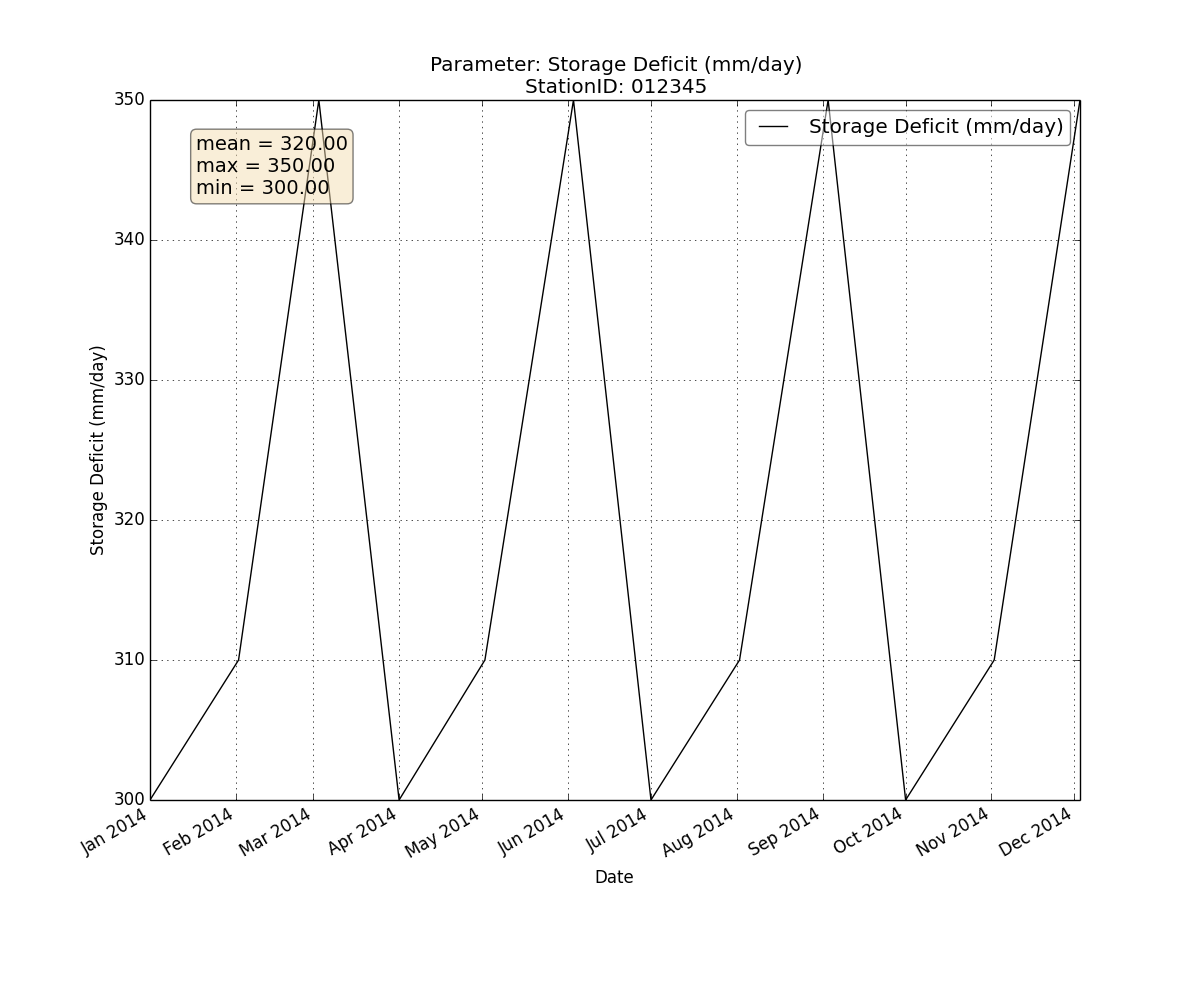 Parameter: Storage Deficit (mm/day)
StationID: 012345
350
mean = 320.00
max = 350.00
min = 300.00
Storage Deficit (mm/day)
340
330
320
310
300
Storage Deficit (mm/day)
Jan 2014
Feb 2014
Mar 2014
Apr 2014
May 2014
Jun 2014
Jul 2014
Aug 2014
Sep 2014
Oct 2014
Nov 2014
Dec 2014
Date